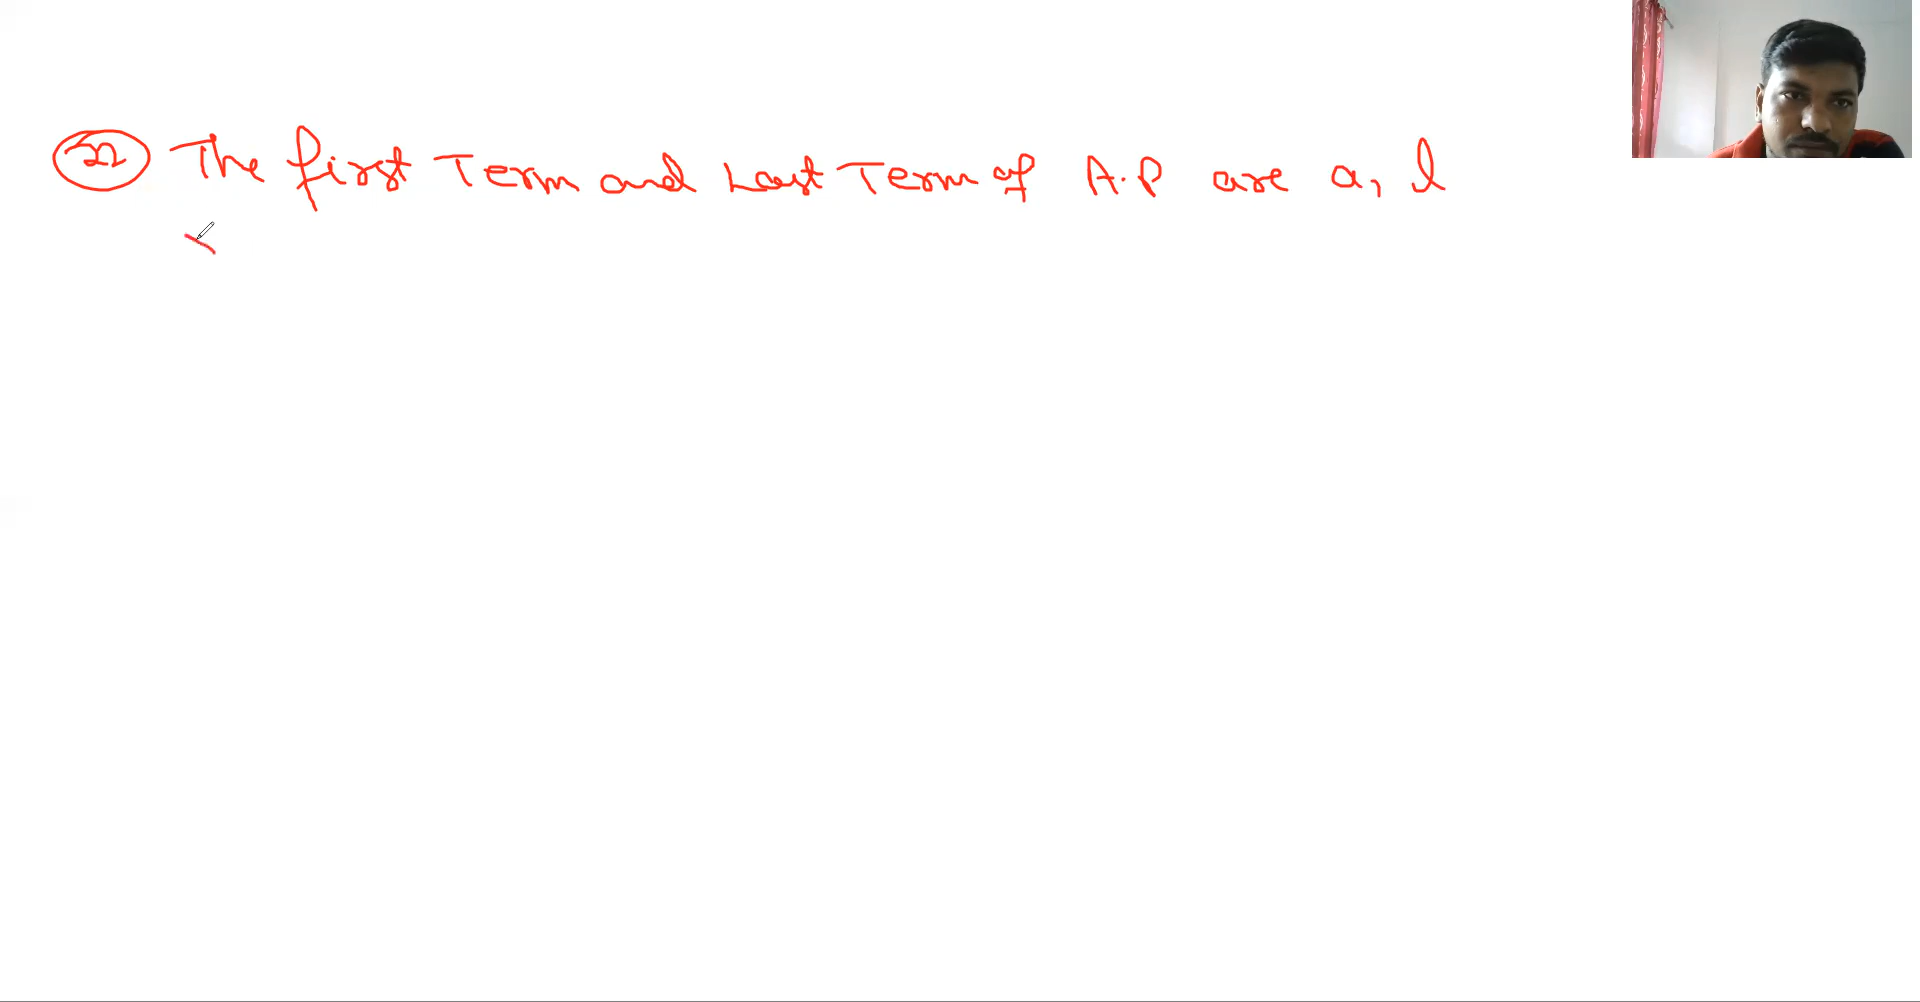 22 The first Term and Last Term of A.P are a, l